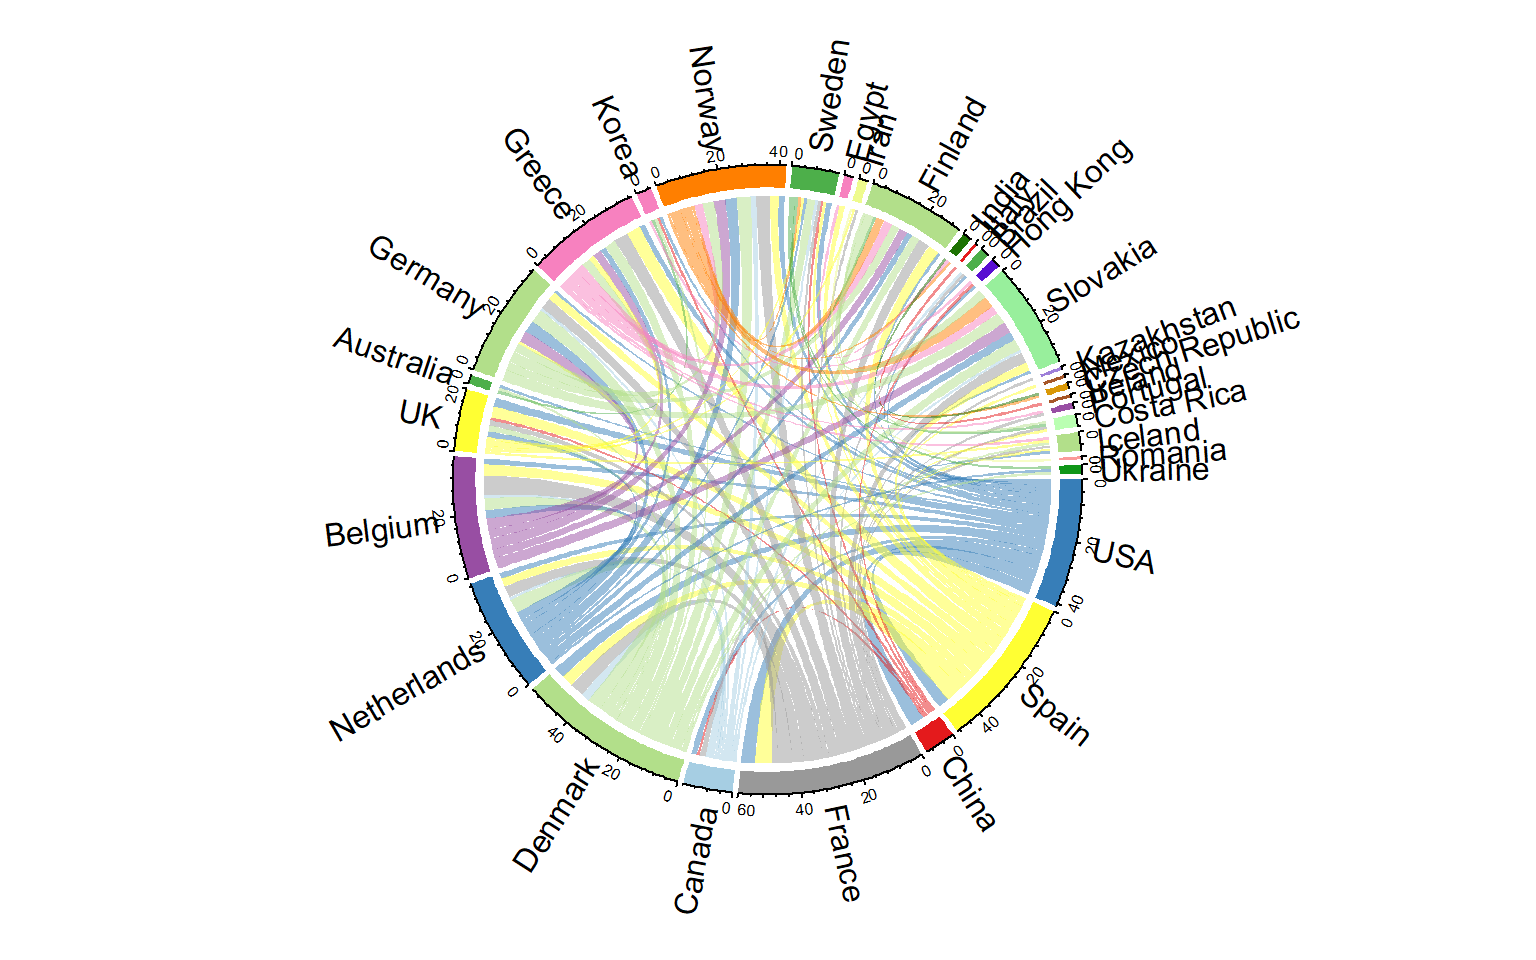 Norway
Sweden
Egypt
Iran
Finland
India
Italy
Brazil
Hong Kong
Slovakia
Kazakhstan
Mexico
Czech Republic
Ireland
Portugal
Costa Rica
Iceland
Romania
Ukraine
USA
Spain
China
France
Canada
Denmark
Netherlands
Belgium
UK
Australia
Germany
Greece
Korea
0
20
40
0
0
0
0
20
0
0
0
0
0
20
0
0
0
0
0
0
0
0
0
0
20
40
0
20
40
0
0
20
40
60
0
0
20
40
0
20
0
20
0
20
0
0
20
0
20
0